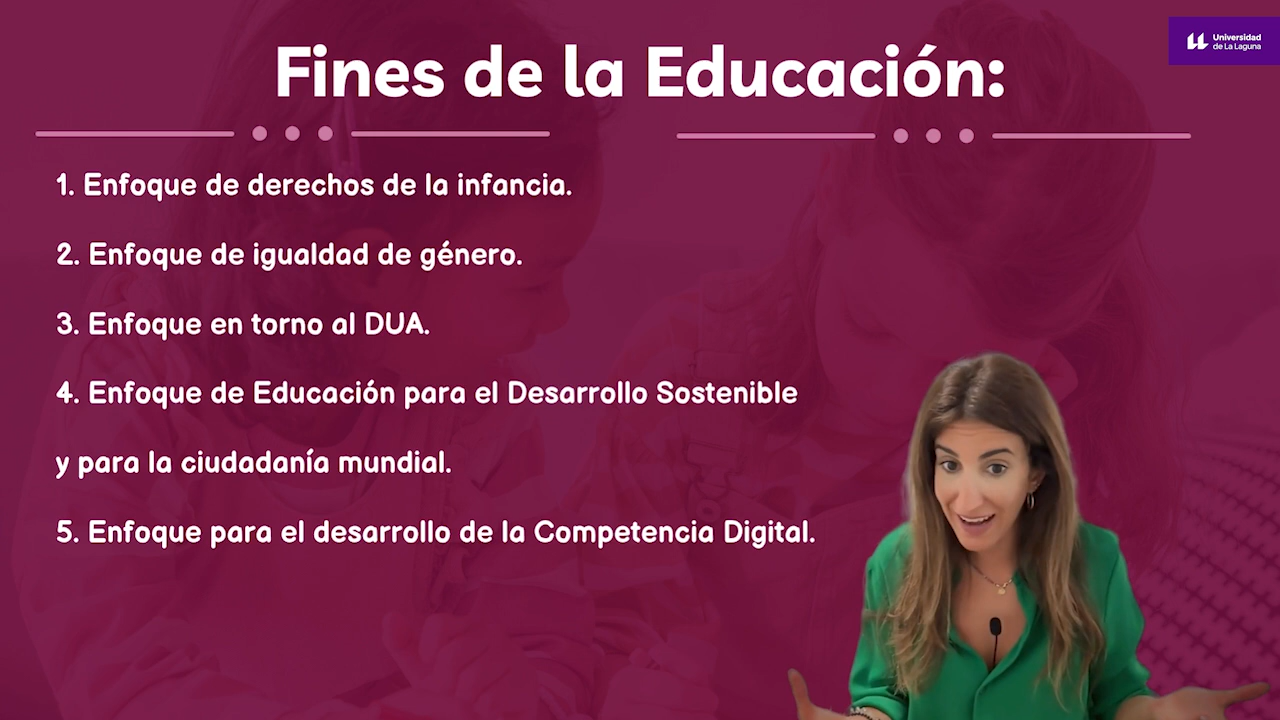 Universidad
de La Laguna
Fines de la Educación:
1. Enfoque de derechos de la infancia.
2. Enfoque de igualdad de género.
3. Enfoque en torno al DUA.
4. Enfoque de Educación para el Desarrollo Sostenible
y para la ciudadanía mundial.
5. Enfoque para el desarrollo de la Competencia Digital.